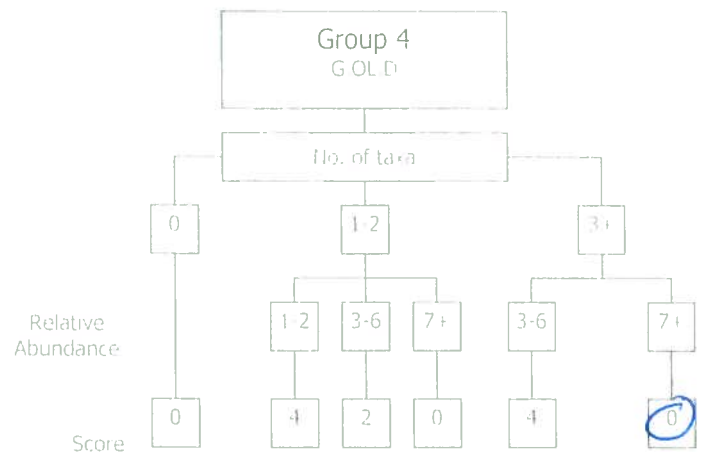 Group 4
G.OL.D
No. of taxa
0
1-2
3+
Relative
Abundance
1-2 3-6 7+ 3-6 7+
Score
0 4 2 0 4 0